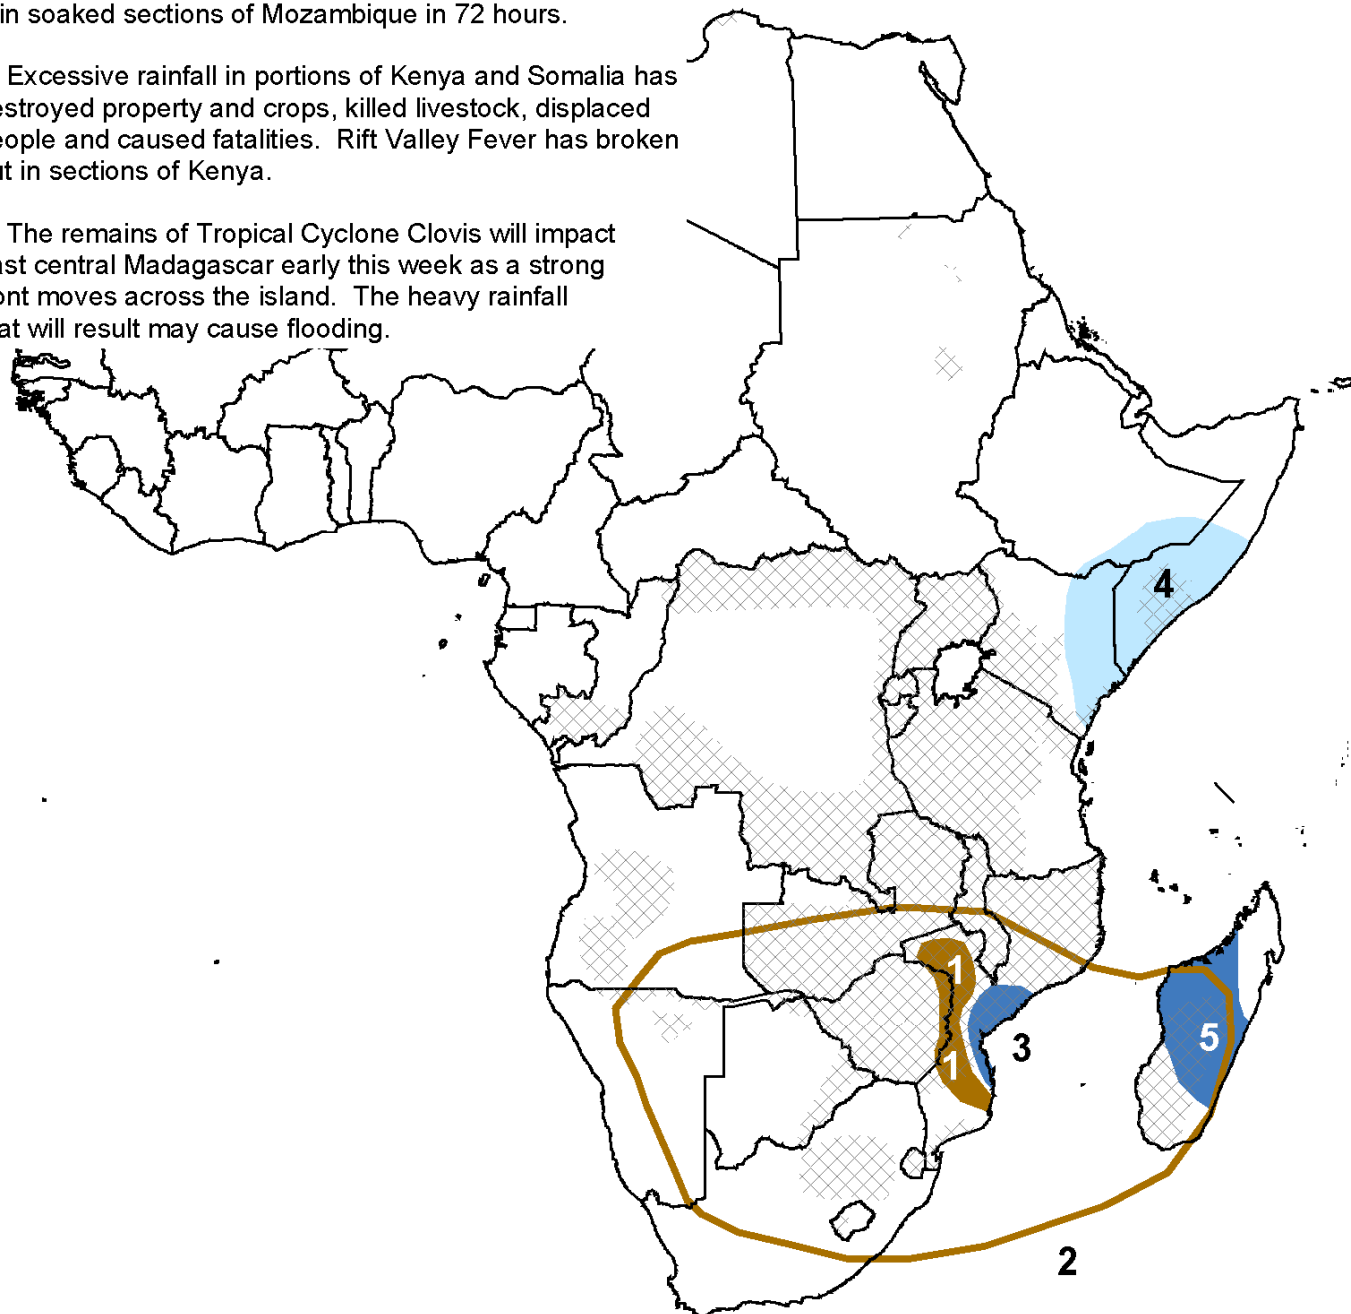 in soaked sections of Mozambique in 72 hours.
Excessive rainfall in portions of Kenya and Somalia has
estroyed property and crops, killed livestock, displaced
eople and caused fatalities. Rift Valley Fever has broken
ut in sections of Kenya.
The remains of Tropical Cyclone Clovis will impact
ast central Madagascar early this week as a strong
ont moves across the island. The heavy rainfall
at will result may cause flooding.
4
1
5
3
1
2